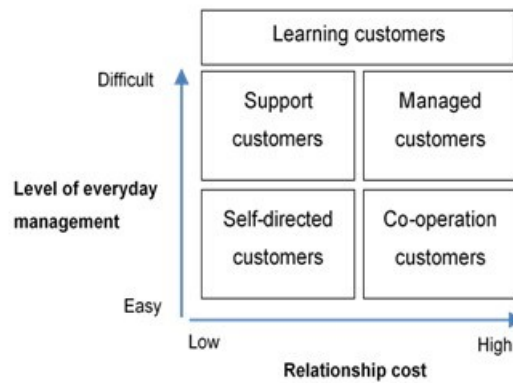 Learning customers
Difficult
Support
customers
Managed
customers
Level of everyday
management
Self-directed
customers
Co-operation
customers
Easy
Low
High
Relationship cost